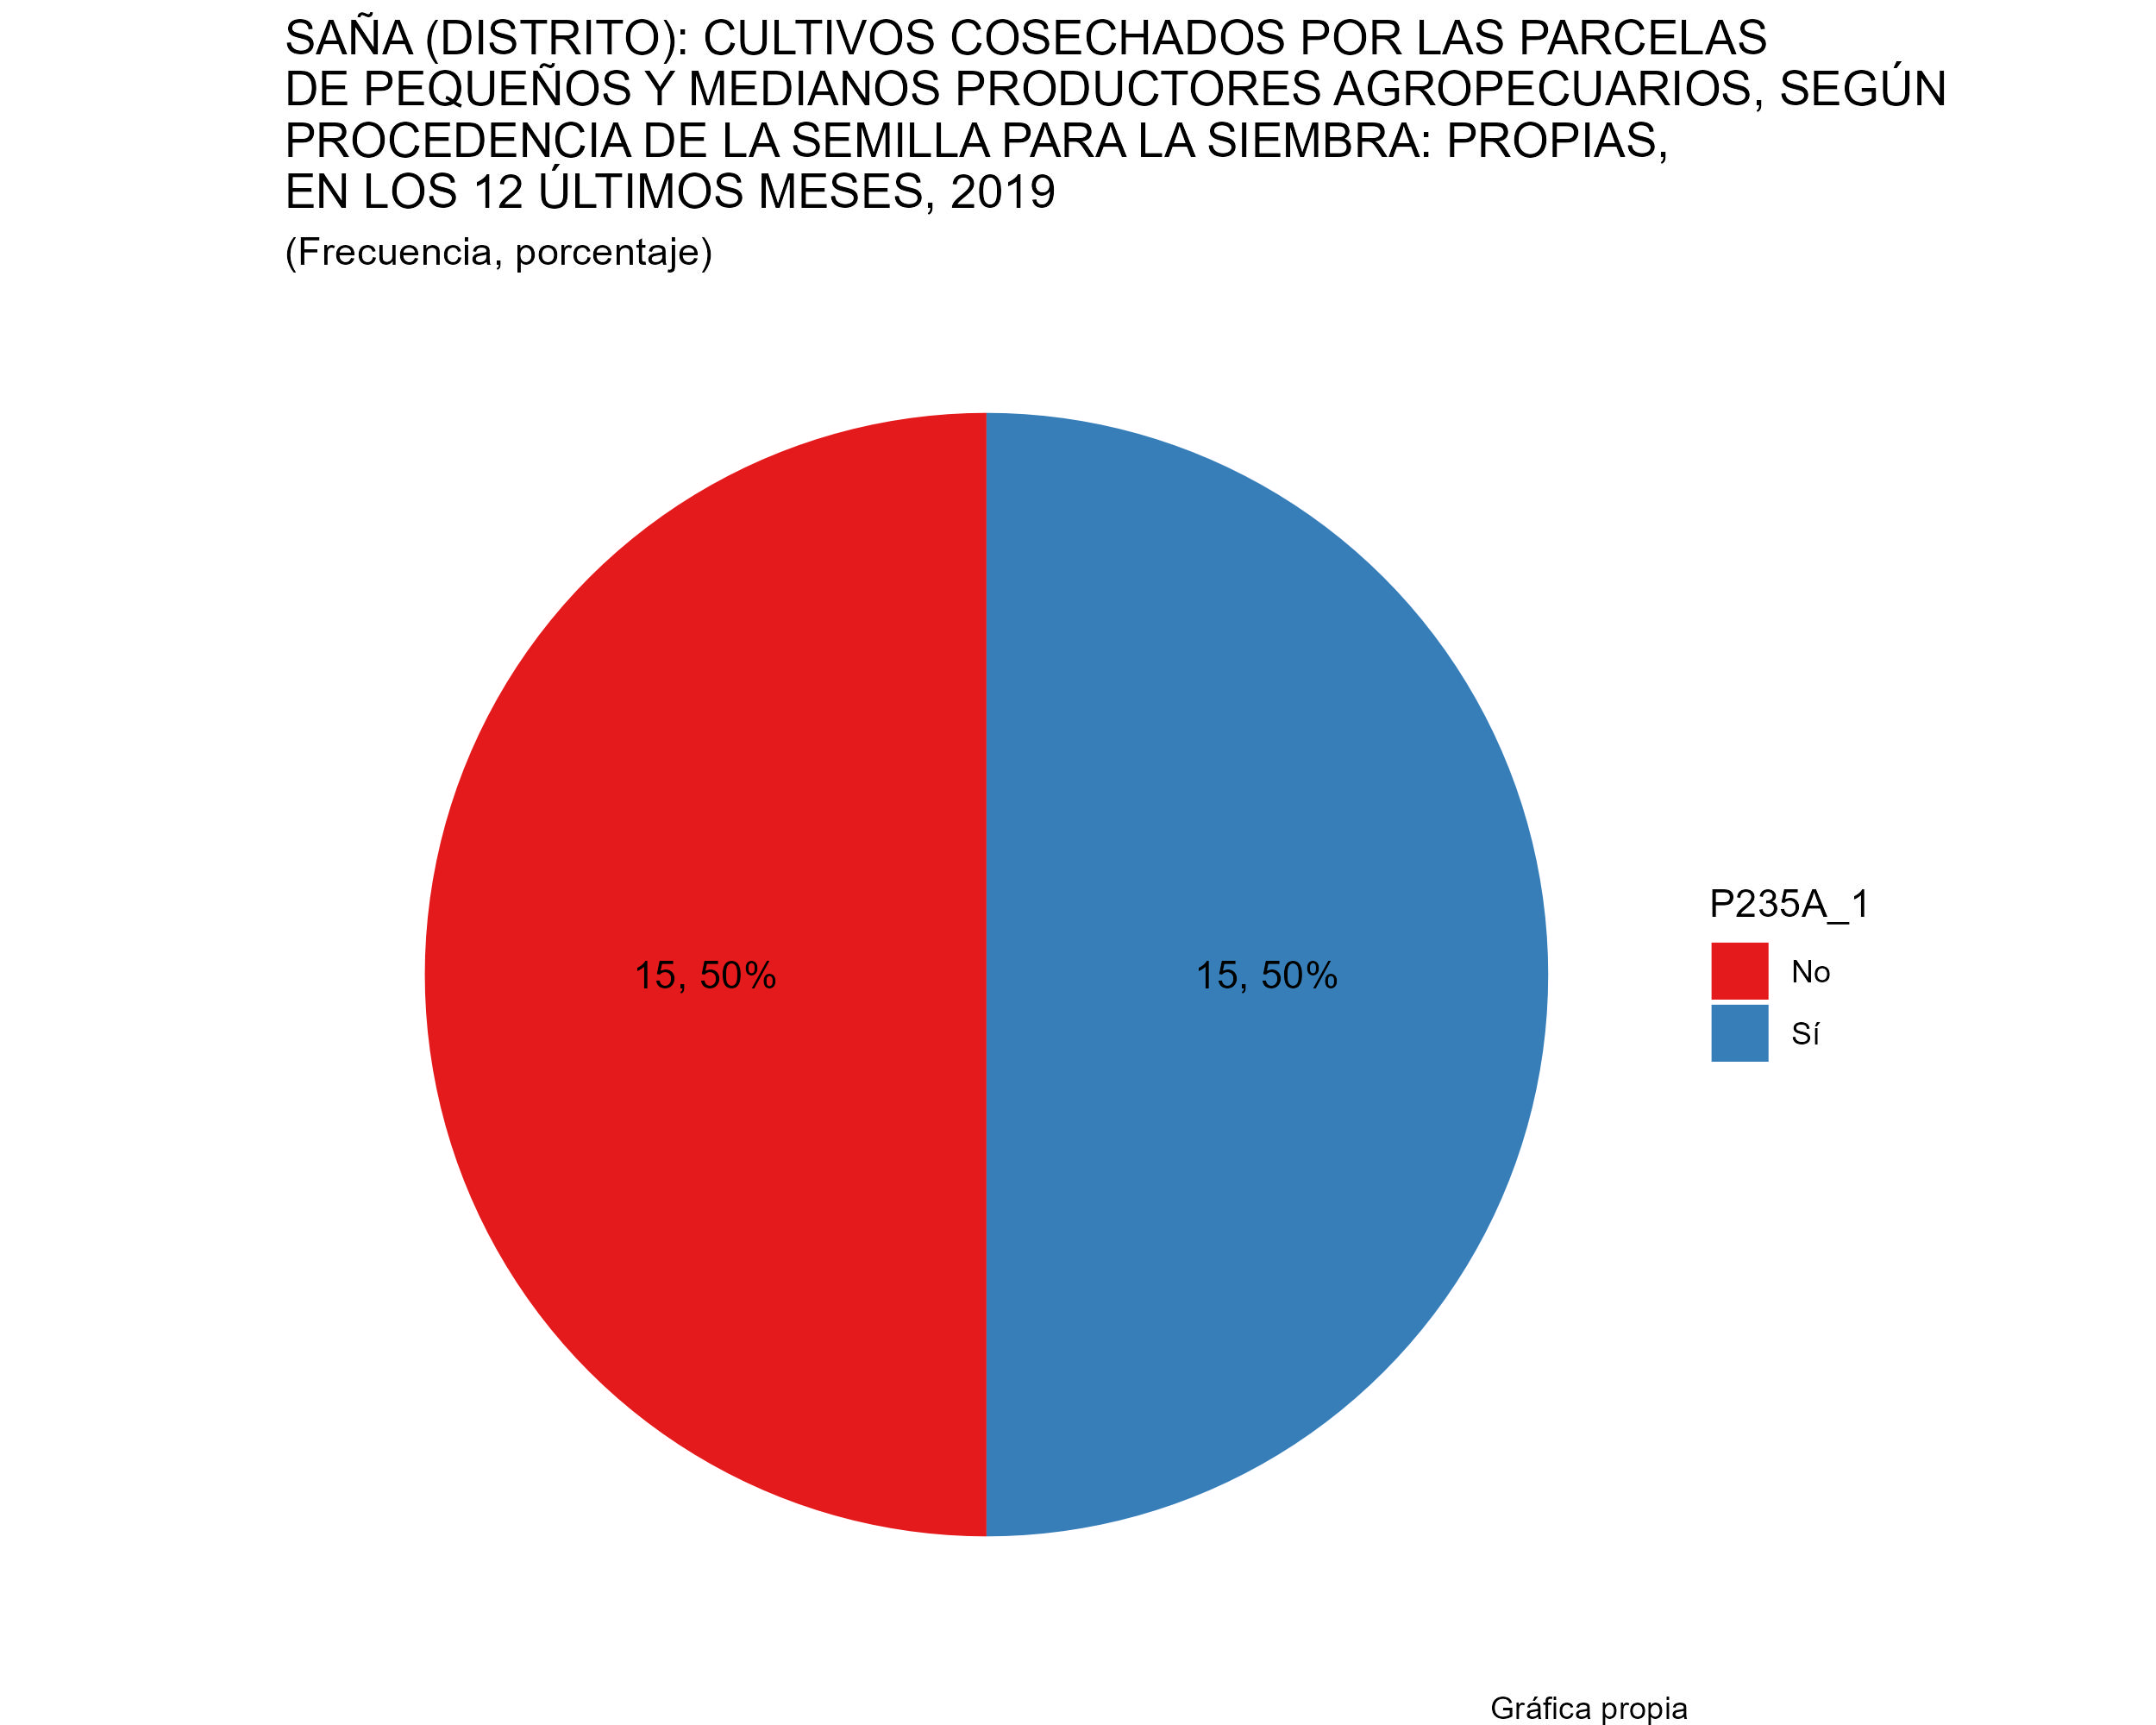 SAÑA (DISTRITO): CULTIVOS COSECHADOS POR LAS PARCELAS
DE PEQUEÑOS Y MEDIANOS PRODUCTORES AGROPECUARIOS, SEGÚN
PROCEDENCIA DE LA SEMILLA PARA LA SIEMBRA: PROPIAS,
EN LOS 12 ÚLTIMOS MESES, 2019
(Frecuencia, porcentaje)
15, 50%
15, 50%
P235A_1
No
Sí
Gráfica propia